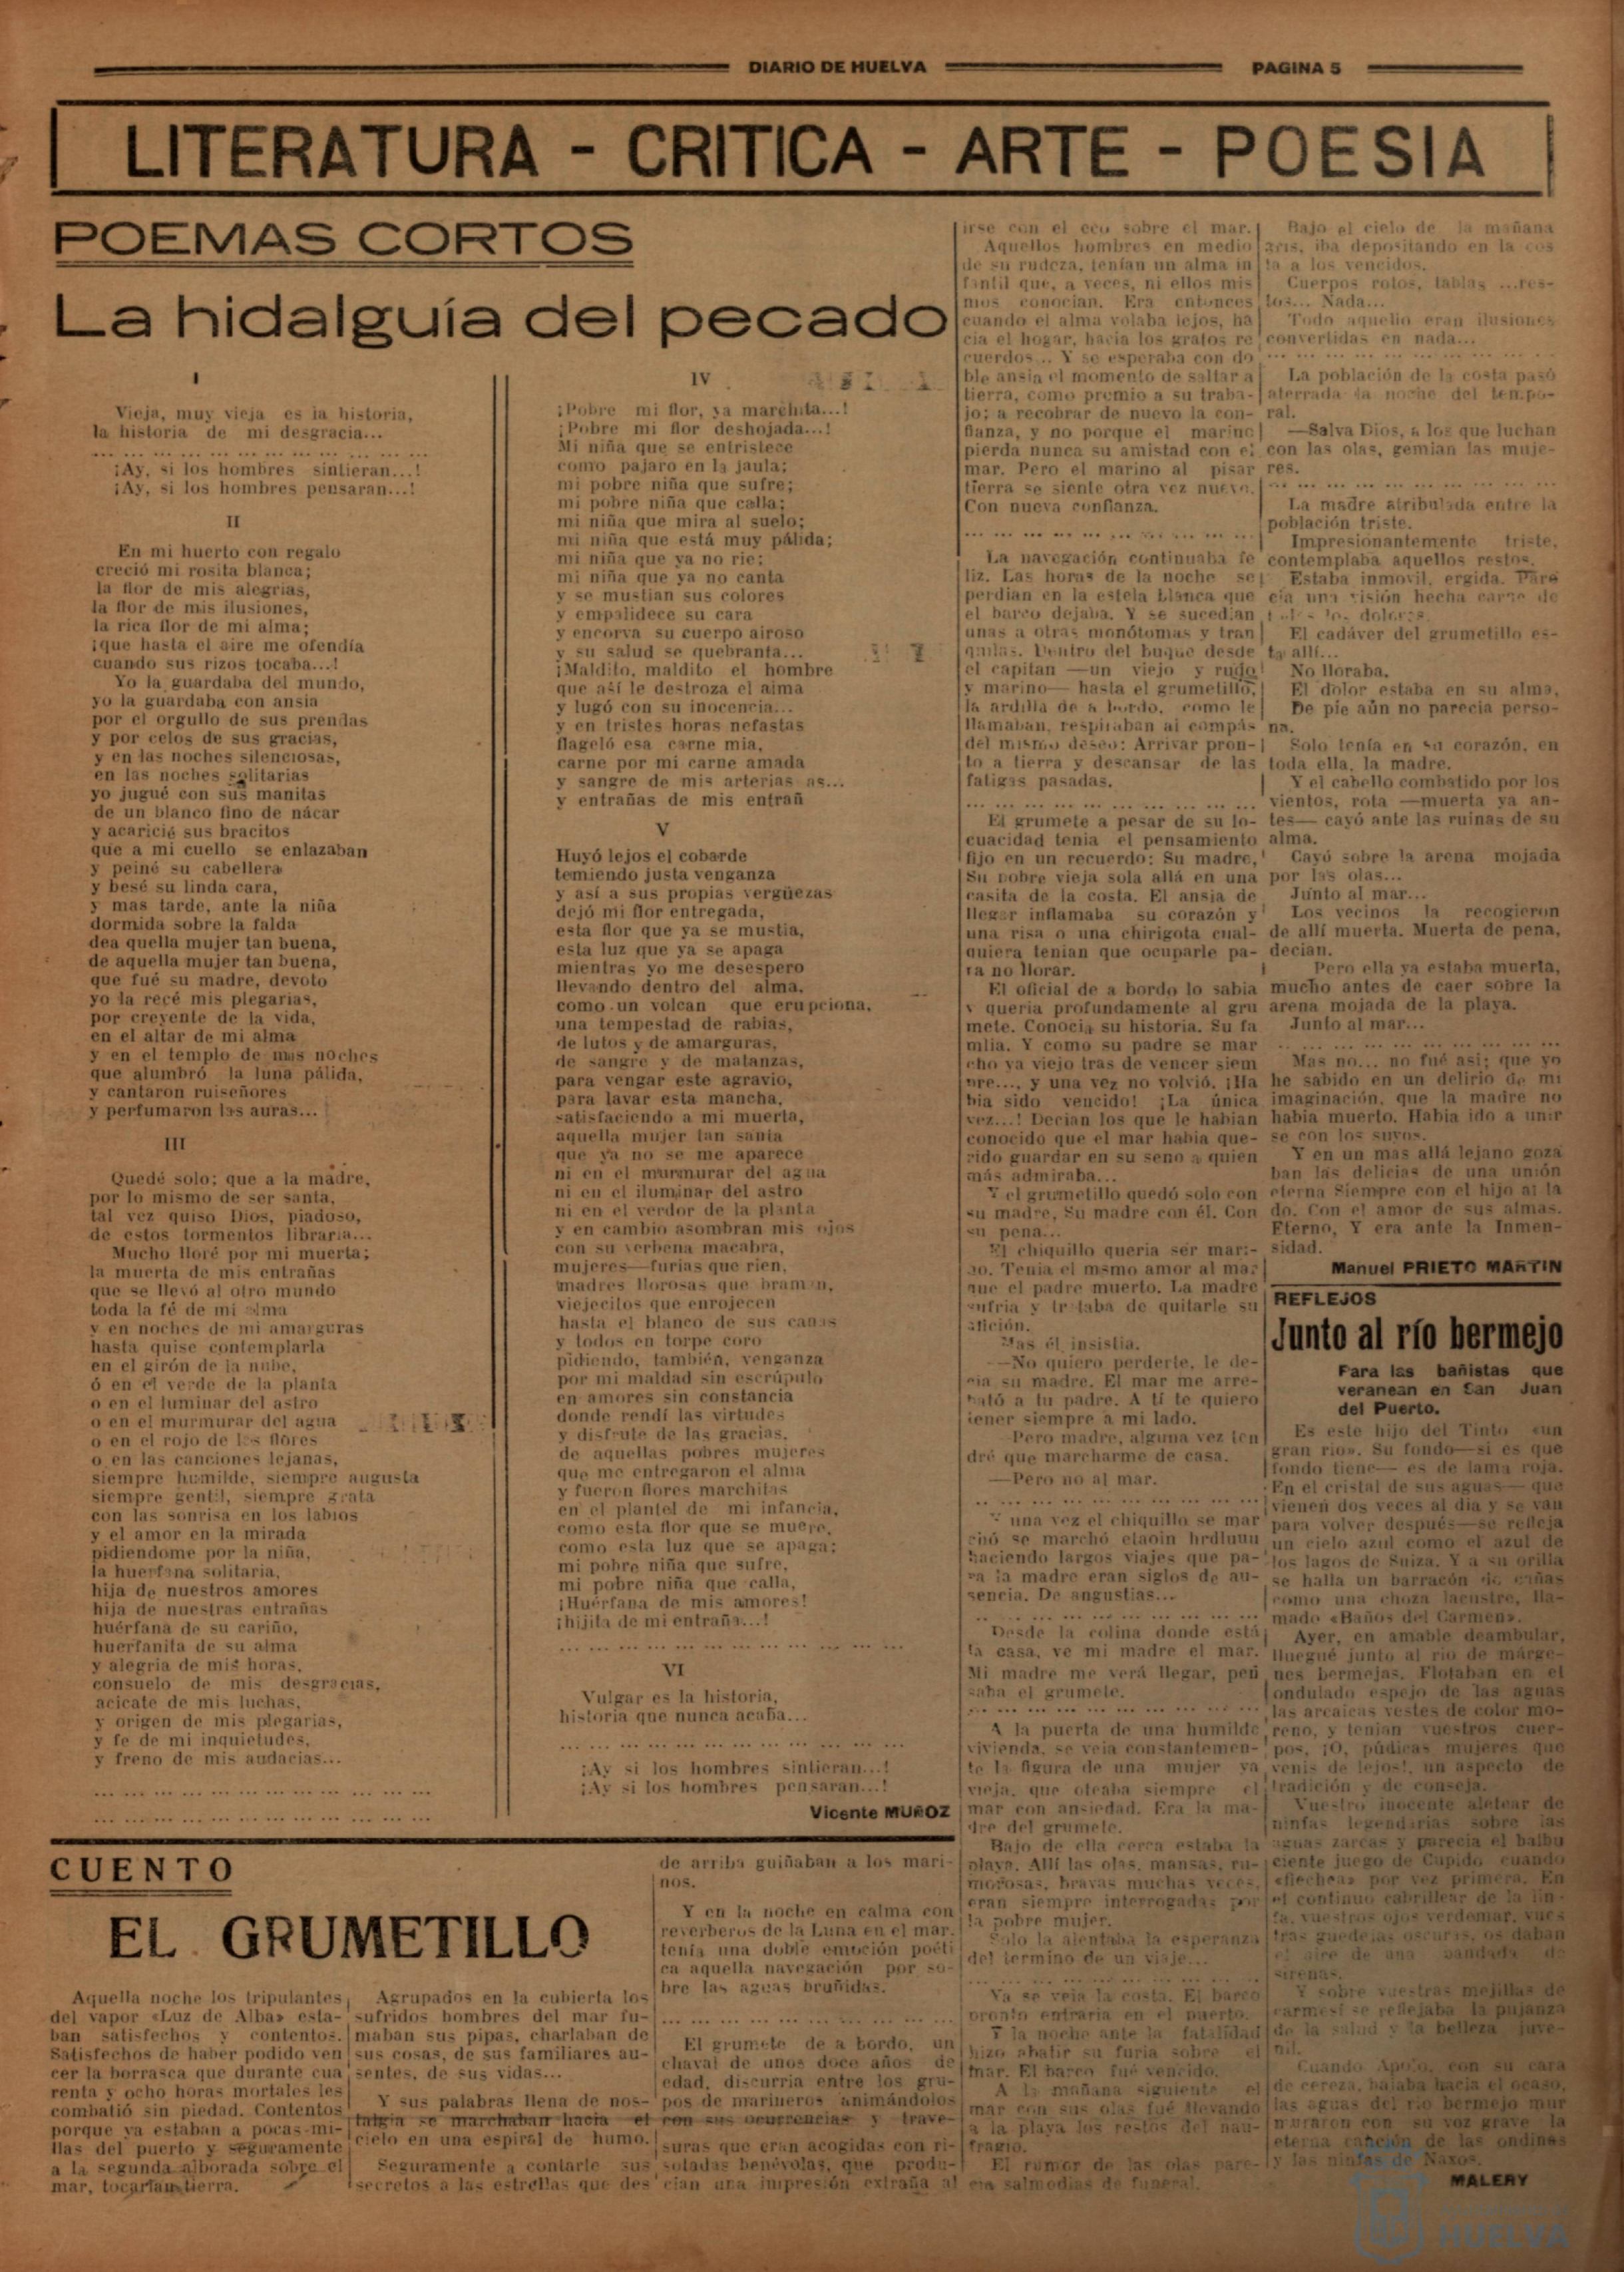 DIARIO DE HUELVA
PAGINA 5
LITERATURA - CRITICA - ARTE - POESIA
POEMAS CORTOS
La hidalguía del pecado
I
Vieja, muy vieja es la historia,
la historia de mi desgracia...
... ... ... ... ... ... ... ... ... ... ...
¡Ay, si los hombres sintieran...!
¡Ay, si los hombres pensaran...!
II
En mi huerto con regalo
creció mi rosita blanca;
la flor de mis alegrias,
la flor de mis ilusiones,
la rica flor de mi alma;
¡que hasta el aire me ofendía
cuando sus rizos tocaba...!
Yo la guardaba del mundo,
yo la guardaba con ansia
por el orgullo de sus prendas
y por celos de sus gracias,
y en las noches silenciosas,
en las noches solitarias
yo jugué con sus manitas
de un blanco fino de nácar
y acaricié sus bracitos
que a mi cuello se enlazaban
y peiné su cabellera
y besé su linda cara,
y mas tarde, ante la niña
dormida sobre la falda
dea quella mujer tan buena,
de aquella mujer tan buena,
que fué su madre, devoto
yo la recé mis plegarias,
por creyente de la vida,
en el altar de mi alma
y en el templo de mis noches
que alumbró la luna pálida,
y cantaron ruiseñores
y perfumaron las auras...
III
Quedé solo; que a la madre,
por lo mismo de ser santa,
tal vez quiso Dios, piadoso,
de estos tormentos libraria...
Mucho lloré por mi muerta;
la muerta de mis entrañas
que se llevó al otro mundo
toda la fé de mi alma
y en noches de mi amarguras
hasta quise contemplarla
en el girón de la nube,
ó en el verde de la planta
o en el luminar del astro
o en el murmurar del agua
o en el rojo de las flores
o en las canciones lejanas,
siempre humilde, siempre augusta
siempre gentil, siempre grata
con las sonrisa en los labios
y el amor en la mirada
pidiendome por la niña,
la huerfana solitaria,
hija de nuestros amores
hija de nuestras entrañas
huérfana de su cariño,
huerfanita de su alma
y alegria de mis horas,
consuelo de mis desgracias,
acicate de mis luchas,
y origen de mis plegarias,
y fe de mi inquietudes,
y freno de mis audacias...
... ... ... ... ... ... ... ... ... ... ...
... ... ... ... ... ... ... ... ... ... ...
IV
¡Pobre mi flor, ya marchita...!
¡Pobre mi flor deshojada...!
Mi niña que se entristece
como pajaro en la jaula;
mi pobre niña que sufre;
mi pobre niña que calla;
mi niña que mira al suelo;
mi niña que está muy pálida;
mi niña que ya no rie;
mi niña que ya no canta
y se mustian sus colores
y empalidece su cara
y encorva su cuerpo airoso
y su salud se quebranta...
¡Maldito, maldito el hombre
que así le destroza el alma
y lugó con su inocencia...
y en tristes horas nefastas
flageló esa carne mia,
carne por mi carne amada
y sangre de mis arterias as...
y entrañas de mis entrañ
V
Huyó lejos el cobarde
temiendo justa venganza
y así a sus propias vergüezas
dejó mi flor entregada,
esta flor que ya se mustia,
esta luz que ya se apaga
mientras yo me desespero
llevando dentro del alma,
como un volcan que erupciona,
una tempestad de rabias,
de lutos y de amarguras,
de sangre y de matanzas,
para vengar este agravio,
para lavar esta mancha,
satisfaciendo a mi muerta,
aquella mujer tan santa
que ya no se me aparece
ni en el murmurar del agua
ni en el iluminar del astro
ni en el verdor de la planta
y en cambio asombran mis ojos
con su verbena macabra,
mujeres—furias que rien,
madres llorosas que braman,
viejecitos que enrojecen
hasta el blanco de sus canas
y todos en torpe coro
pidiendo, también, venganza
por mi maldad sin escrúpulo
en amores sin constancia
donde rendí las virtudes
y disfruté de las gracias,
de aquellas pobres mujeres
que me entregaron el alma
y fueron flores marchitas
en el plantel de mi infancia,
como esta flor que se muere,
como esta luz que se apaga;
mi pobre niña que sufre,
mi pobre niña que calla,
¡Huérfana de mis amores!
¡hijita de mi entraña...!
... ... ... ... ... ... ... ... ... ... ...
VI
Vulgar es la historia,
historia que nunca acaba...
... ... ... ... ... ... ... ... ... ... ...
¡Ay si los hombres sintieran...!
¡Ay si los hombres pensaran...!
Vicente MUÑOZ
CUENTO
EL GRUMETILLO
Aquella noche los tripulantes
del vapor «Luz de Alba» esta-
ban satisfechos y contentos.
Satisfechos de haber podido ven
cer la borrasca que durante cua
renta y ocho horas mortales les
combatió sin piedad. Contentos
porque ya estaban a pocas mi-
llas del puerto y seguramente
a la segunda alborada sobre el
mar, tocarían tierra.
Agrupados en la cubierta los
sufridos hombres del mar fu-
maban sus pipas, charlaban de
sus cosas, de sus familiares au-
sentes, de sus vidas...
Y sus palabras llena de nos-
talgia se marchaban hacia el
cielo en una espiral de humo.
Seguramente a contarle sus
secretos a las estrellas que des
de arriba guiñaban a los mari-
nos.
Y en la noche en calma con
reverberos de la Luna en el mar,
tenía una doble emoción poéti
ca aquella navegación por so-
bre las aguas bruñidas.
... ... ... ... ... ... ... ... ... ...
El grumete de a bordo, un
chaval de unos doce años de
edad, discurria entre los gru-
pos de marineros animándolos
con sus ocurrencias y trave-
suras que eran acogidas con ri-
sotadas benévolas, que produ-
cían una impresión extraña al
irse con el eco sobre el mar.
Aquellos hombres en medio
de su rudeza, tenían un alma in
fantil que, a veces, ni ellos mis
mos conocian. Era entonces
cuando el alma volaba lejos, ha
cia el hogar, hacia los gratos re
cuerdos... Y se esperaba con do
ble ansia el momento de saltar a
tierra, como premio a su traba-
jo; a recobrar de nuevo la con-
fianza, y no porque el marino
pierda nunca su amistad con el
mar. Pero el marino al pisar
tierra se siente otra vez nuevo.
Con nueva confianza.
... ... ... ... ... ... ... ... ... ...
La navegación continuaba fe
liz. Las horas de la noche se
perdian en la estela blanca que
el barco dejaba. Y se sucedian
unas a otras monótomas y tran
quilas. Dentro del buque desde
el capitan —un viejo y rudo
y marino— hasta el grumetillo,
la ardilla de a bordo, como le
llamaban, respiraban al compás
del mismo deseo: Arrivar pron-
to a tierra y descansar de las
fatigas pasadas.
... ... ... ... ... ... ... ... ... ...
El grumete a pesar de su lo-
cuacidad tenia el pensamiento
fijo en un recuerdo: Su madre,
Su pobre vieja sola allá en una
casita de la costa. El ansia de
llegar inflamaba su corazón y
una risa o una chirigota cual-
quiera tenian que ocuparle pa-
ra no llorar.
El oficial de a bordo lo sabia
y queria profundamente al gru
mete. Conocia su historia. Su fa
milia. Y como su padre se mar
cho ya viejo tras de vencer siem
pre..., y una vez no volvió. ¡Ha
bia sido vencido! ¡La única
vez...! Decian los que le habian
conocido que el mar habia que-
rido guardar en su seno a quien
más admiraba...
Y el grumetillo quedó solo con
su madre. Su madre con él. Con
su pena...
El chiquillo queria ser mari-
no. Tenia el mismo amor al mar
que el padre muerto. La madre
sufria y trataba de quitarle su
afición.
Mas él insistia.
—No quiero perderte, le de-
cia su madre. El mar me arre-
bató a tu padre. A tí te quiero
tener siempre a mi lado.
—Pero madre, alguna vez ten
dré que marcharme de casa.
—Pero no al mar.
... ... ... ... ... ... ... ... ... ...
Y una vez el chiquillo se mar
chó se marchó etaoin hrdluuu
haciendo largos viajes que pa-
ra la madre eran siglos de au-
sencia. De angustias...
... ... ... ... ... ... ... ... ... ...
Desde la colina donde está
la casa, ve mi madre el mar.
Mi madre me verá llegar, pen
saba el grumete.
... ... ... ... ... ... ... ... ... ...
A la puerta de una humilde
vivienda, se veia constantemen-
te la figura de una mujer ya
vieja, que oteaba siempre el
mar con ansiedad. Era la ma-
dre del grumete.
Bajo de ella cerca estaba la
playa. Allí las olas, mansas, ru-
morosas, bravas muchas veces,
eran siempre interrogadas por
la pobre mujer.
Solo la alentaba la esperanza
del termino de un viaje...
... ... ... ... ... ... ... ... ... ...
Ya se veia la costa. El barco
pronto entraria en el puerto.
Y la noche ante la fatalidad
hizo abatir su furia sobre el
mar. El barco fué vencido.
A la mañana siguiente el
mar con sus olas fué llevando
a la playa los restos del nau-
fragio.
El rumor de las olas pare-
cia salmodias de funeral.
Bajo el cielo de la mañana
gris, iba depositando en la cos
ta a los vencidos.
Cuerpos rotos, tablas ...res-
tos... Nada...
Todo aquello eran ilusiones
convertidas en nada...
... ... ... ... ... ... ... ... ... ...
La población de la costa pasó
aterrada la noche del tempo-
ral.
—Salva Dios, a los que luchan
con las olas, gemian las muje-
res.
... ... ... ... ... ... ... ... ... ...
La madre atribulada entre la
población triste.
Impresionantemente triste,
contemplaba aquellos restos.
Estaba inmovil, ergida. Pare
cia una visión hecha carne de
dolores
El cadáver del grumetillo es-
ta allí...
No lloraba.
El dolor estaba en su alma,
De pie aún no parecia perso-
na.
Solo tenía en su corazón, en
toda ella, la madre.
Y el cabello combatido por los
vientos, rota —muerta ya an-
tes— cayó ante las ruinas de su
alma.
Cayó sobre la arena mojada
por las olas...
Junto al mar...
Los vecinos la recogieron
de allí muerta. Muerta de pena,
decian.
Pero ella ya estaba muerta,
mucho antes de caer sobre la
arena mojada de la playa.
Junto al mar...
... ... ... ... ... ... ... ... ... ...
Mas no... no fué asi; que yo
he sabido en un delirio de mi
imaginación, que la madre no
habia muerto. Habia ido a unir
se con los suyos.
Y en un mas allá lejano goza
ban las delicias de una unión
eterna Siempre con el hijo al la
do. Con el amor de sus almas.
Eterno, Y era ante la Inmen-
sidad.
Manuel PRIETO MARTIN
REFLEJOS
Junto al río bermejo
Para las bañistas que
veranean en San Juan
del Puerto.
Es este hijo del Tinto «un
gran rio». Su fondo—si es que
fondo tiene— es de lama roja.
En el cristal de sus aguas— que
vienen dos veces al dia y se van
para volver después—se refleja
un cielo azul como el azul de
los lagos de Suiza. Y a su orilla
se halla un barracón de cañas
como una choza lacustre, lla-
mado «Baños del Carmen».
Ayer, en amable deambular,
lluegué junto al rio de márge-
nes bermejas. Flotaban en el
ondulado espejo de las aguas
las arcaicas vestes de color mo-
reno, y tenian vuestros cuer-
pos, ¡O, púdicas mujeres que
venis de lejos!, un aspecto de
tradición y de conseja.
Vuestro inocente aletear de
ninfas legendarias sobre las
aguas zarcas y parecia el balbu
ciente juego de Cupido cuando
«flechea» por vez primera. En
el continuo cabrillear de la lin-
fa, vuestros ojos verdemar, vues
tras guedejas oscuras, os daban
el aire de una bandada de
sirenas.
Y sobre vuestras mejillas de
carmesí se reflejaba la pujanza
de la salud y la belleza juve-
nil.
Cuando Apolo, con su cara
de cereza, bajaba hacia el ocaso,
las aguas del rio bermejo mur
muraron con su voz grave la
eterna canción de las ondinas
y las ninfas de Naxos.
MALERY
HUELVA